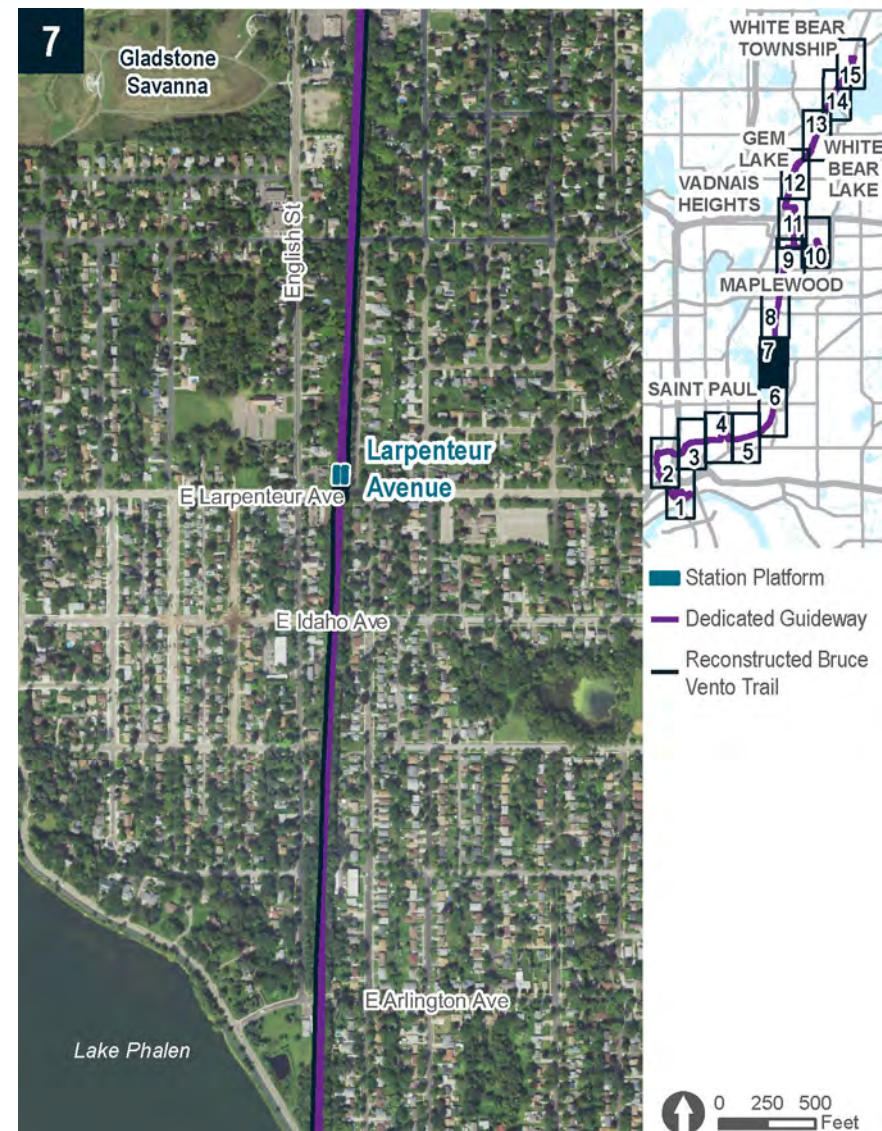 7
Gladstone
Savanna
English St
Larpenteur
Avenue
E Larpenteur Ave
E Idaho Ave
E Arlington Ave
Lake Phalen
WHITE BEAR
TOWNSHIP
15
14
13
GEM
LAKE
WHITE
BEAR
LAKE
12
VADNAIS
HEIGHTS
11
10
9
MAPLEWOOD
8
7
SAINT PAUL
6
4
5
3
2
1
Station Platform
Dedicated Guideway
Reconstructed Bruce
Vento Trail
0 250 500
Feet